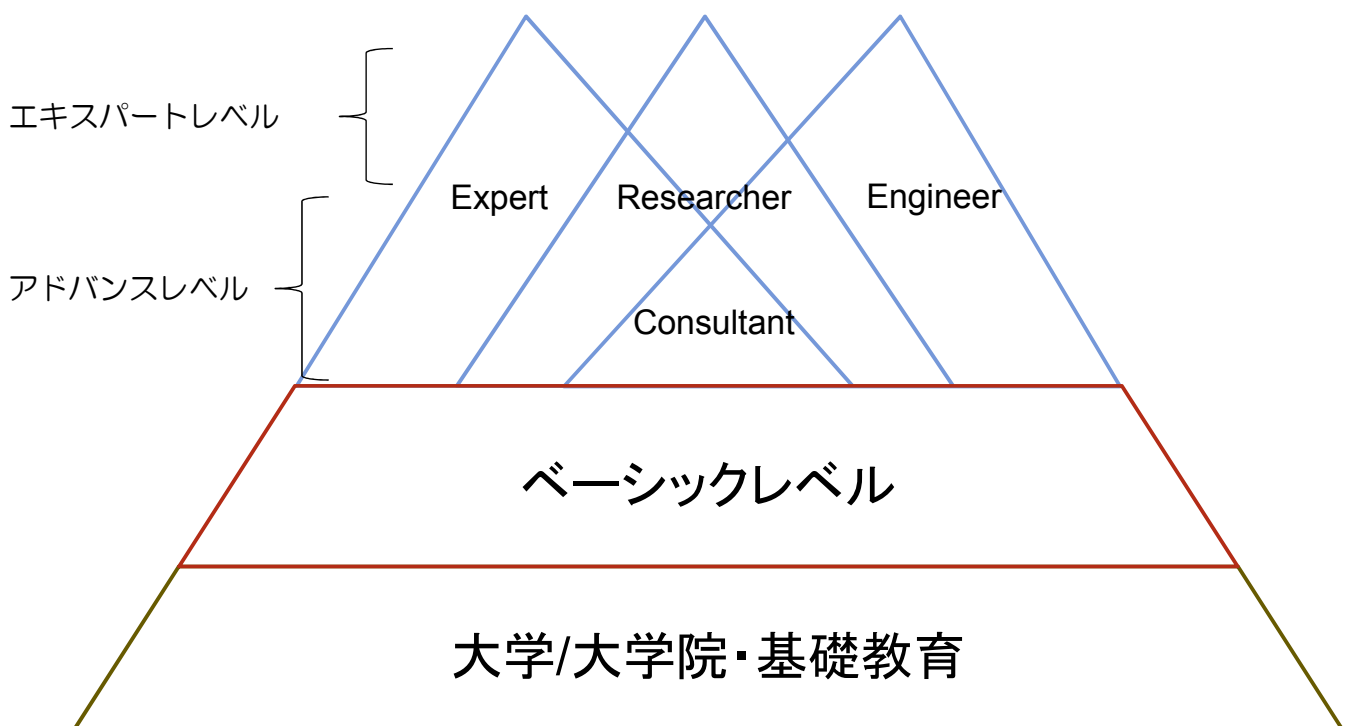 エキスパートレベル
Expert
Researcher
Engineer
アドバンスレベル
Consultant
ベーシックレベル
大学/大学院・基礎教育